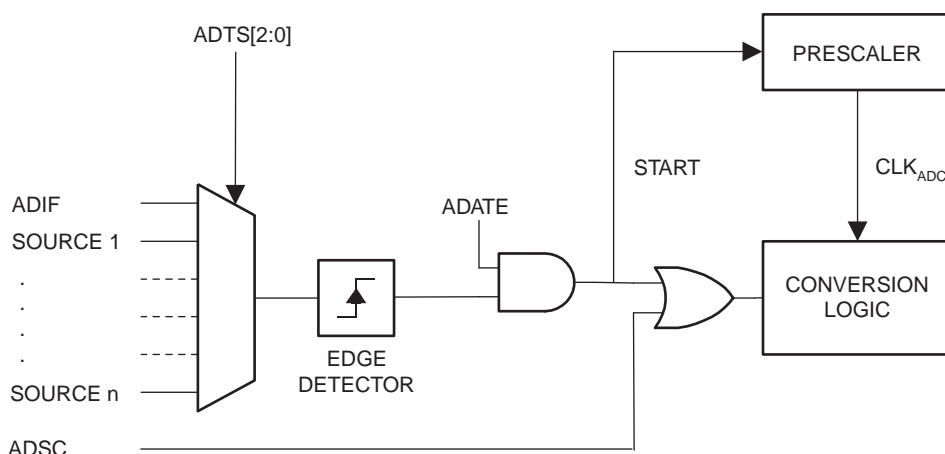 ADTS[2:0]
PRESCALER
START
CLKADC
ADIF
ADATE
SOURCE 1
.
.
.
.
CONVERSION
LOGIC
EDGE
DETECTOR
SOURCE n
ADSC